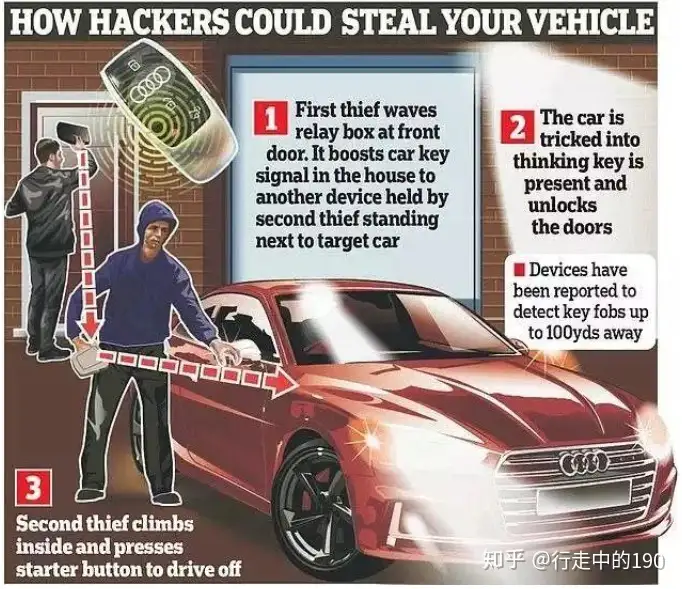 HOW HACKERS COULD STEAL YOUR VEHICLE
1
First thief waves
relay box at front
door. It boosts car key
signal in the house to
another device held by
second thief standing
next to target car
2
The car is
tricked into
thinking key is
present and
unlocks
the doors
■ Devices have
been reported to
detect key fobs up
to 100yds away
3
Second thief climbs
inside and presses
starter button to drive off
知乎 @行走中的190